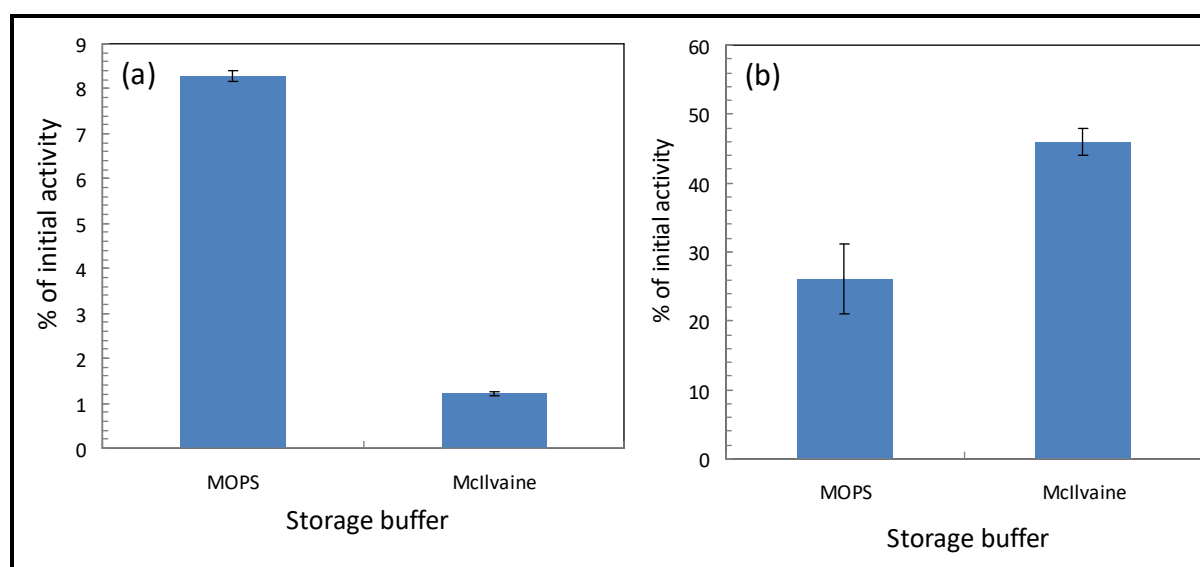 (a)
% of initial activity
9
8
7
6
5
4
3
2
1
0
MOPS McIlvaine
Storage buffer
(b)
% of initial activity
60
50
40
30
20
10
0
MOPS McIlvaine
Storage buffer